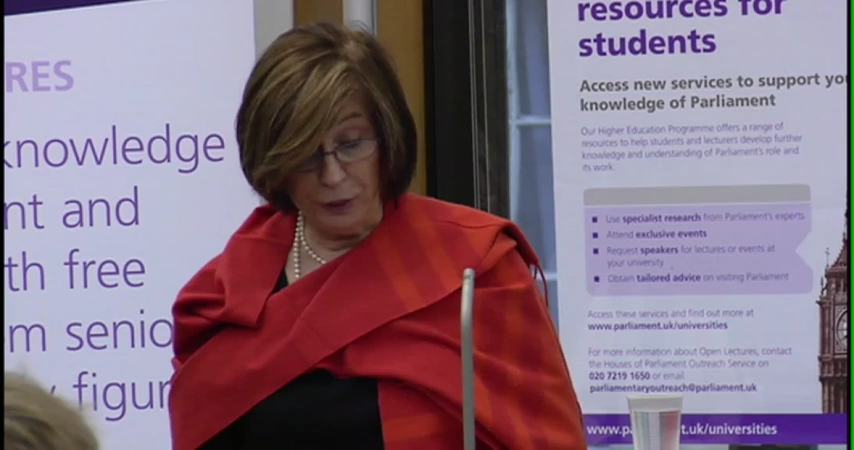 RES
knowledge
nt and
th free
m senio
figur
resources for
students
Access new services to support you
knowledge of Parliament
Our Higher Education Programme offers a range of
resources to help students and lecturers develop further
knowledge and understanding of Parliament's role and
its work:
Use specialist research from Parliament's experts
Attend exclusive events
Request speakers for lectures or events at
your university
Obtain tailored advice on visiting Parliament
Access these services and find out more at
www.parliament.uk/universities
For more information about Open Lectures, contact
the Houses of Parliament Outreach Service on
020 7219 1650 or email
parliamentaryoutreach@parliament.uk
www.pa t.uk/universities